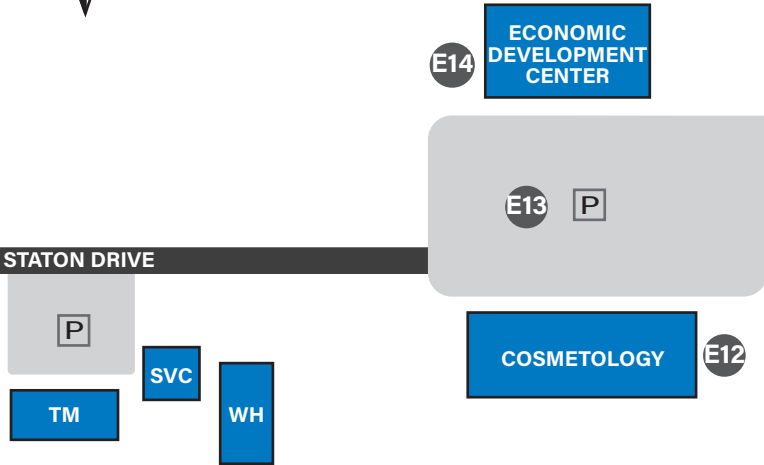 ECONOMIC
DEVELOPMENT
CENTER
E14
E13
P
STATON DRIVE
P
SVC
TM
WH
COSMETOLOGY
E12